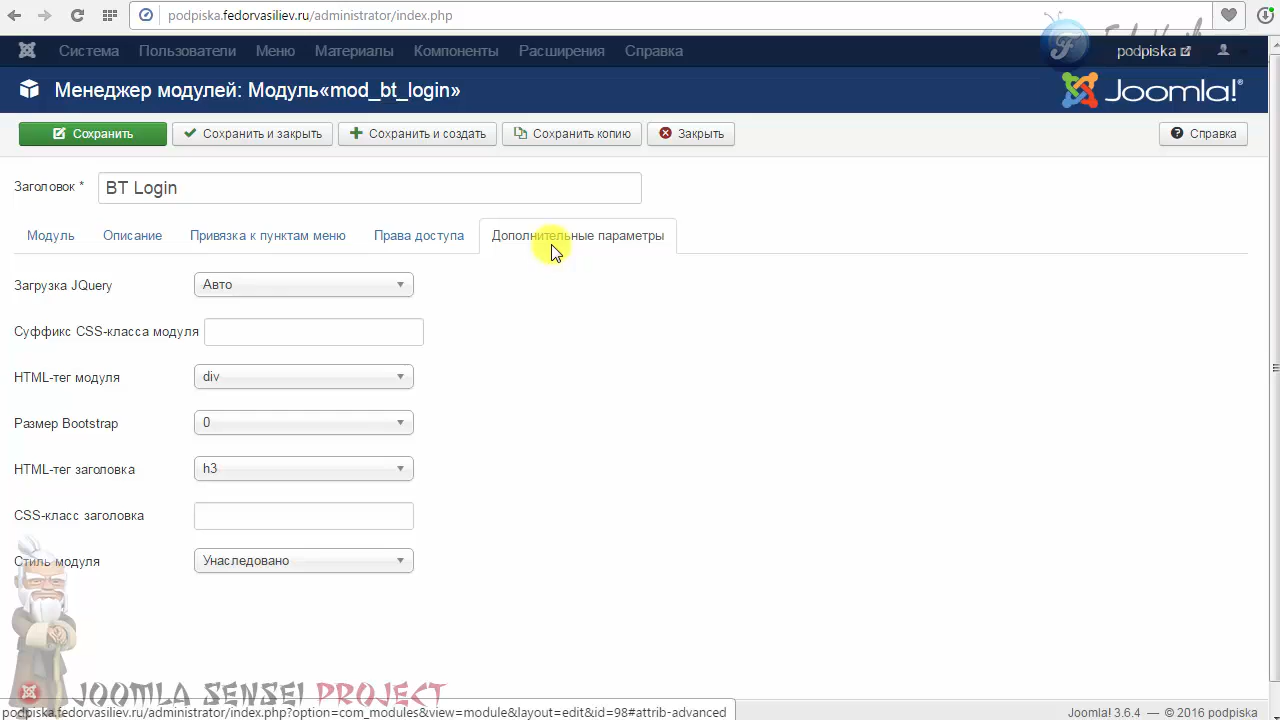 podpiska.fedorvasiliev.ru/administrator/index.php
Система Пользователи Меню Материалы Компоненты Расширения Справка podpiska
Менеджер модулей: Модуль«mod_bt_login» Joomla!®
Сохранить Сохранить и закрыть Сохранить и создать Сохранить копию Закрыть Справка
Заголовок * BT Login
Модуль Описание Привязка к пунктам меню Права доступа Дополнительные параметры
Загрузка JQuery Авто
Суффикс CSS-класса модуля
HTML-тег модуля div
Размер Bootstrap 0
HTML-тег заголовка h3
CSS-класс заголовка
Стиль модуля Унаследовано
JOOMLA SENSEI PROJECT
podpiska.fedorvasiliev.ru/administrator/index.php?option=com_modules&view=module&layout=edit&id=98#attrib-advanced Joomla! 3.6.4 — © 2016 podpiska